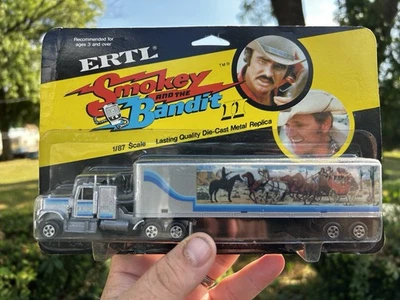 Recommended for
ages 3 and over
ERTL
TM
Smokey
AND THE
Bandit II
1/87 Scale Lasting Quality Die-Cast Metal Replica